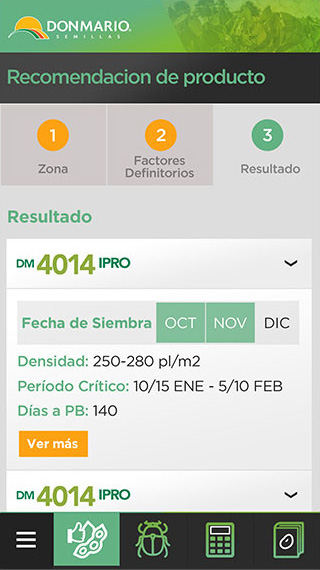 DONMARIO
SEMILLAS
Recomendacion de producto
1
2
3
Zona
Factores
Definitorios
Resultado
Resultado
DM 4014 IPRO
Fecha de Siembra OCT NOV DIC
Densidad: 250-280 pl/m2
Período Crítico: 10/15 ENE - 5/10 FEB
Días a PB: 140
Ver más
DM 4014 IPRO